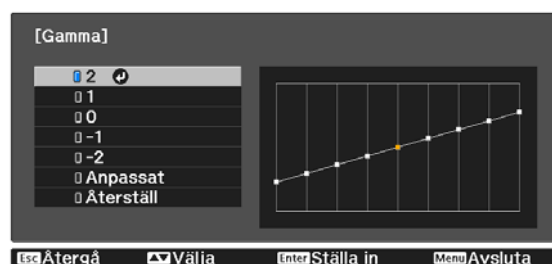 [Gamma]
2
1
0
-1
-2
Anpassat
Återställ
Esc Återgå Välja Enter Ställa in Menu Avsluta